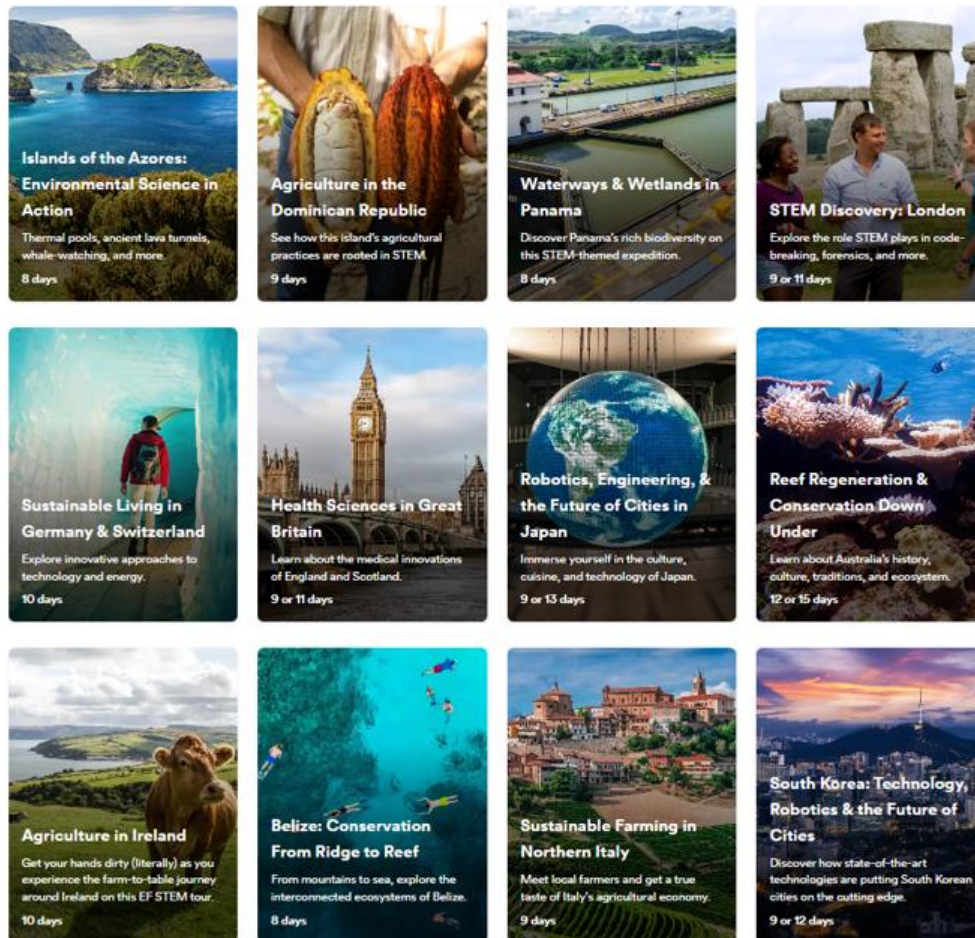 Islands of the Azores:
Environmental Science in
Action
Thermal pools, ancient lava tunnels,
whale-watching, and more.
8 days
Agriculture in the
Dominican Republic
See how this island's agricultural
practices are rooted in STEM.
9 days
Waterways & Wetlands in
Panama
Discover Panama's rich biodiversity on
this STEM-themed expedition.
8 days
STEM Discovery: London
Explore the role STEM plays in code-
breaking, forensics, and more.
9 or 11 days
Sustainable Living in
Germany & Switzerland
Explore innovative approaches to
technology and energy.
10 days
Health Sciences in Great
Britain
Learn about the medical innovations
of England and Scotland.
9 or 11 days
Robotics, Engineering, &
the Future of Cities in
Japan
Immerse yourself in the culture,
cuisine, and technology of Japan.
9 or 13 days
Reef Regeneration &
Conservation Down
Under
Learn about Australia's history,
culture, traditions, and ecosystem.
12 or 15 days
Agriculture in Ireland
Get your hands dirty (literally) as you
experience the farm-to-table journey
around Ireland on this EF STEM tour.
10 days
Belize: Conservation
From Ridge to Reef
From mountains to sea, explore the
interconnected ecosystems of Belize.
8 days
Sustainable Farming in
Northern Italy
Meet local farmers and get a true
taste of Italy's agricultural economy.
9 days
South Korea: Technology,
Robotics & the Future of
Cities
Discover how state-of-the-art
technologies are putting South Korean
cities on the cutting edge.
9 or 12 days